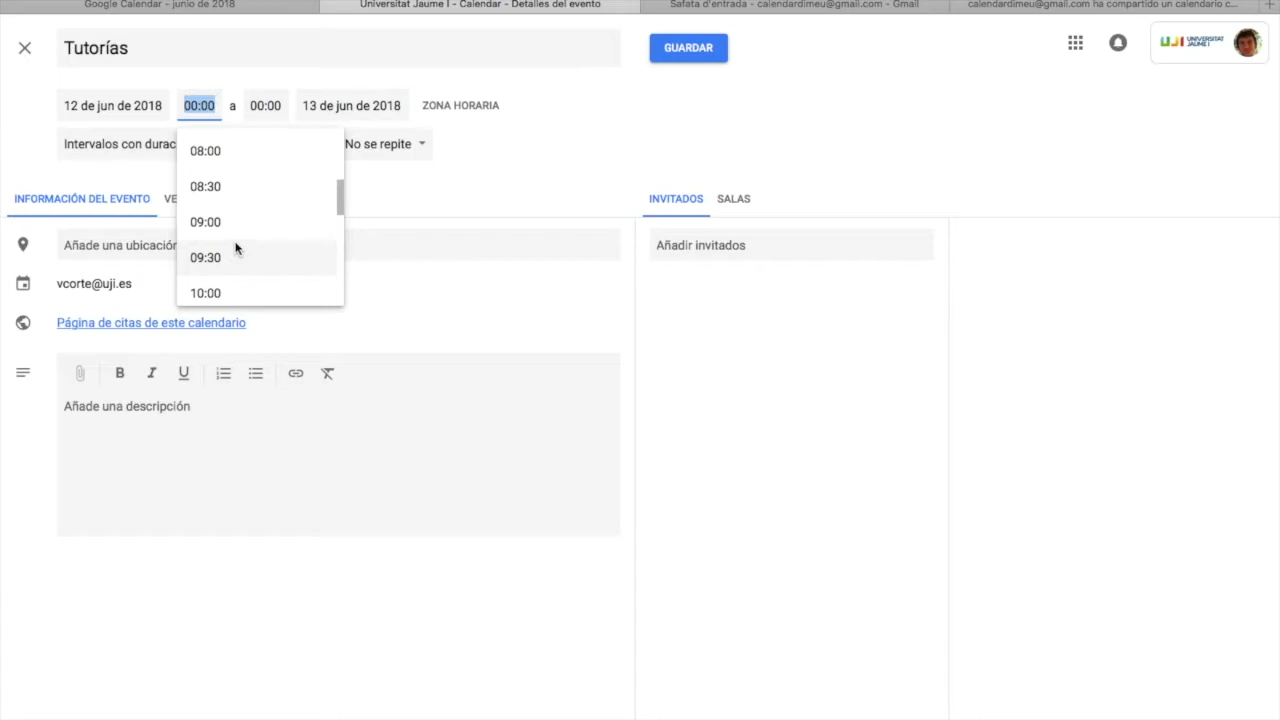 Google Calendar - junio de 2018
Universitat Jaume I - Calendar - Detalles del evento
Safata d'entrada - calendardimeu@gmail.com - Gmail
calendardimeu@gmail.com ha compartido un calendario c...
Tutorías
GUARDAR
UJI UNIVERSITAT JAUME I
12 de jun de 2018 00:00 a 00:00 13 de jun de 2018 ZONA HORARIA
Intervalos con durac
No se repite
08:00
08:30
09:00
09:30
10:00
INFORMACIÓN DEL EVENTO VE
INVITADOS SALAS
Añade una ubicación
Añadir invitados
vcorte@uji.es
Página de citas de este calendario
B I U
Añade una descripción